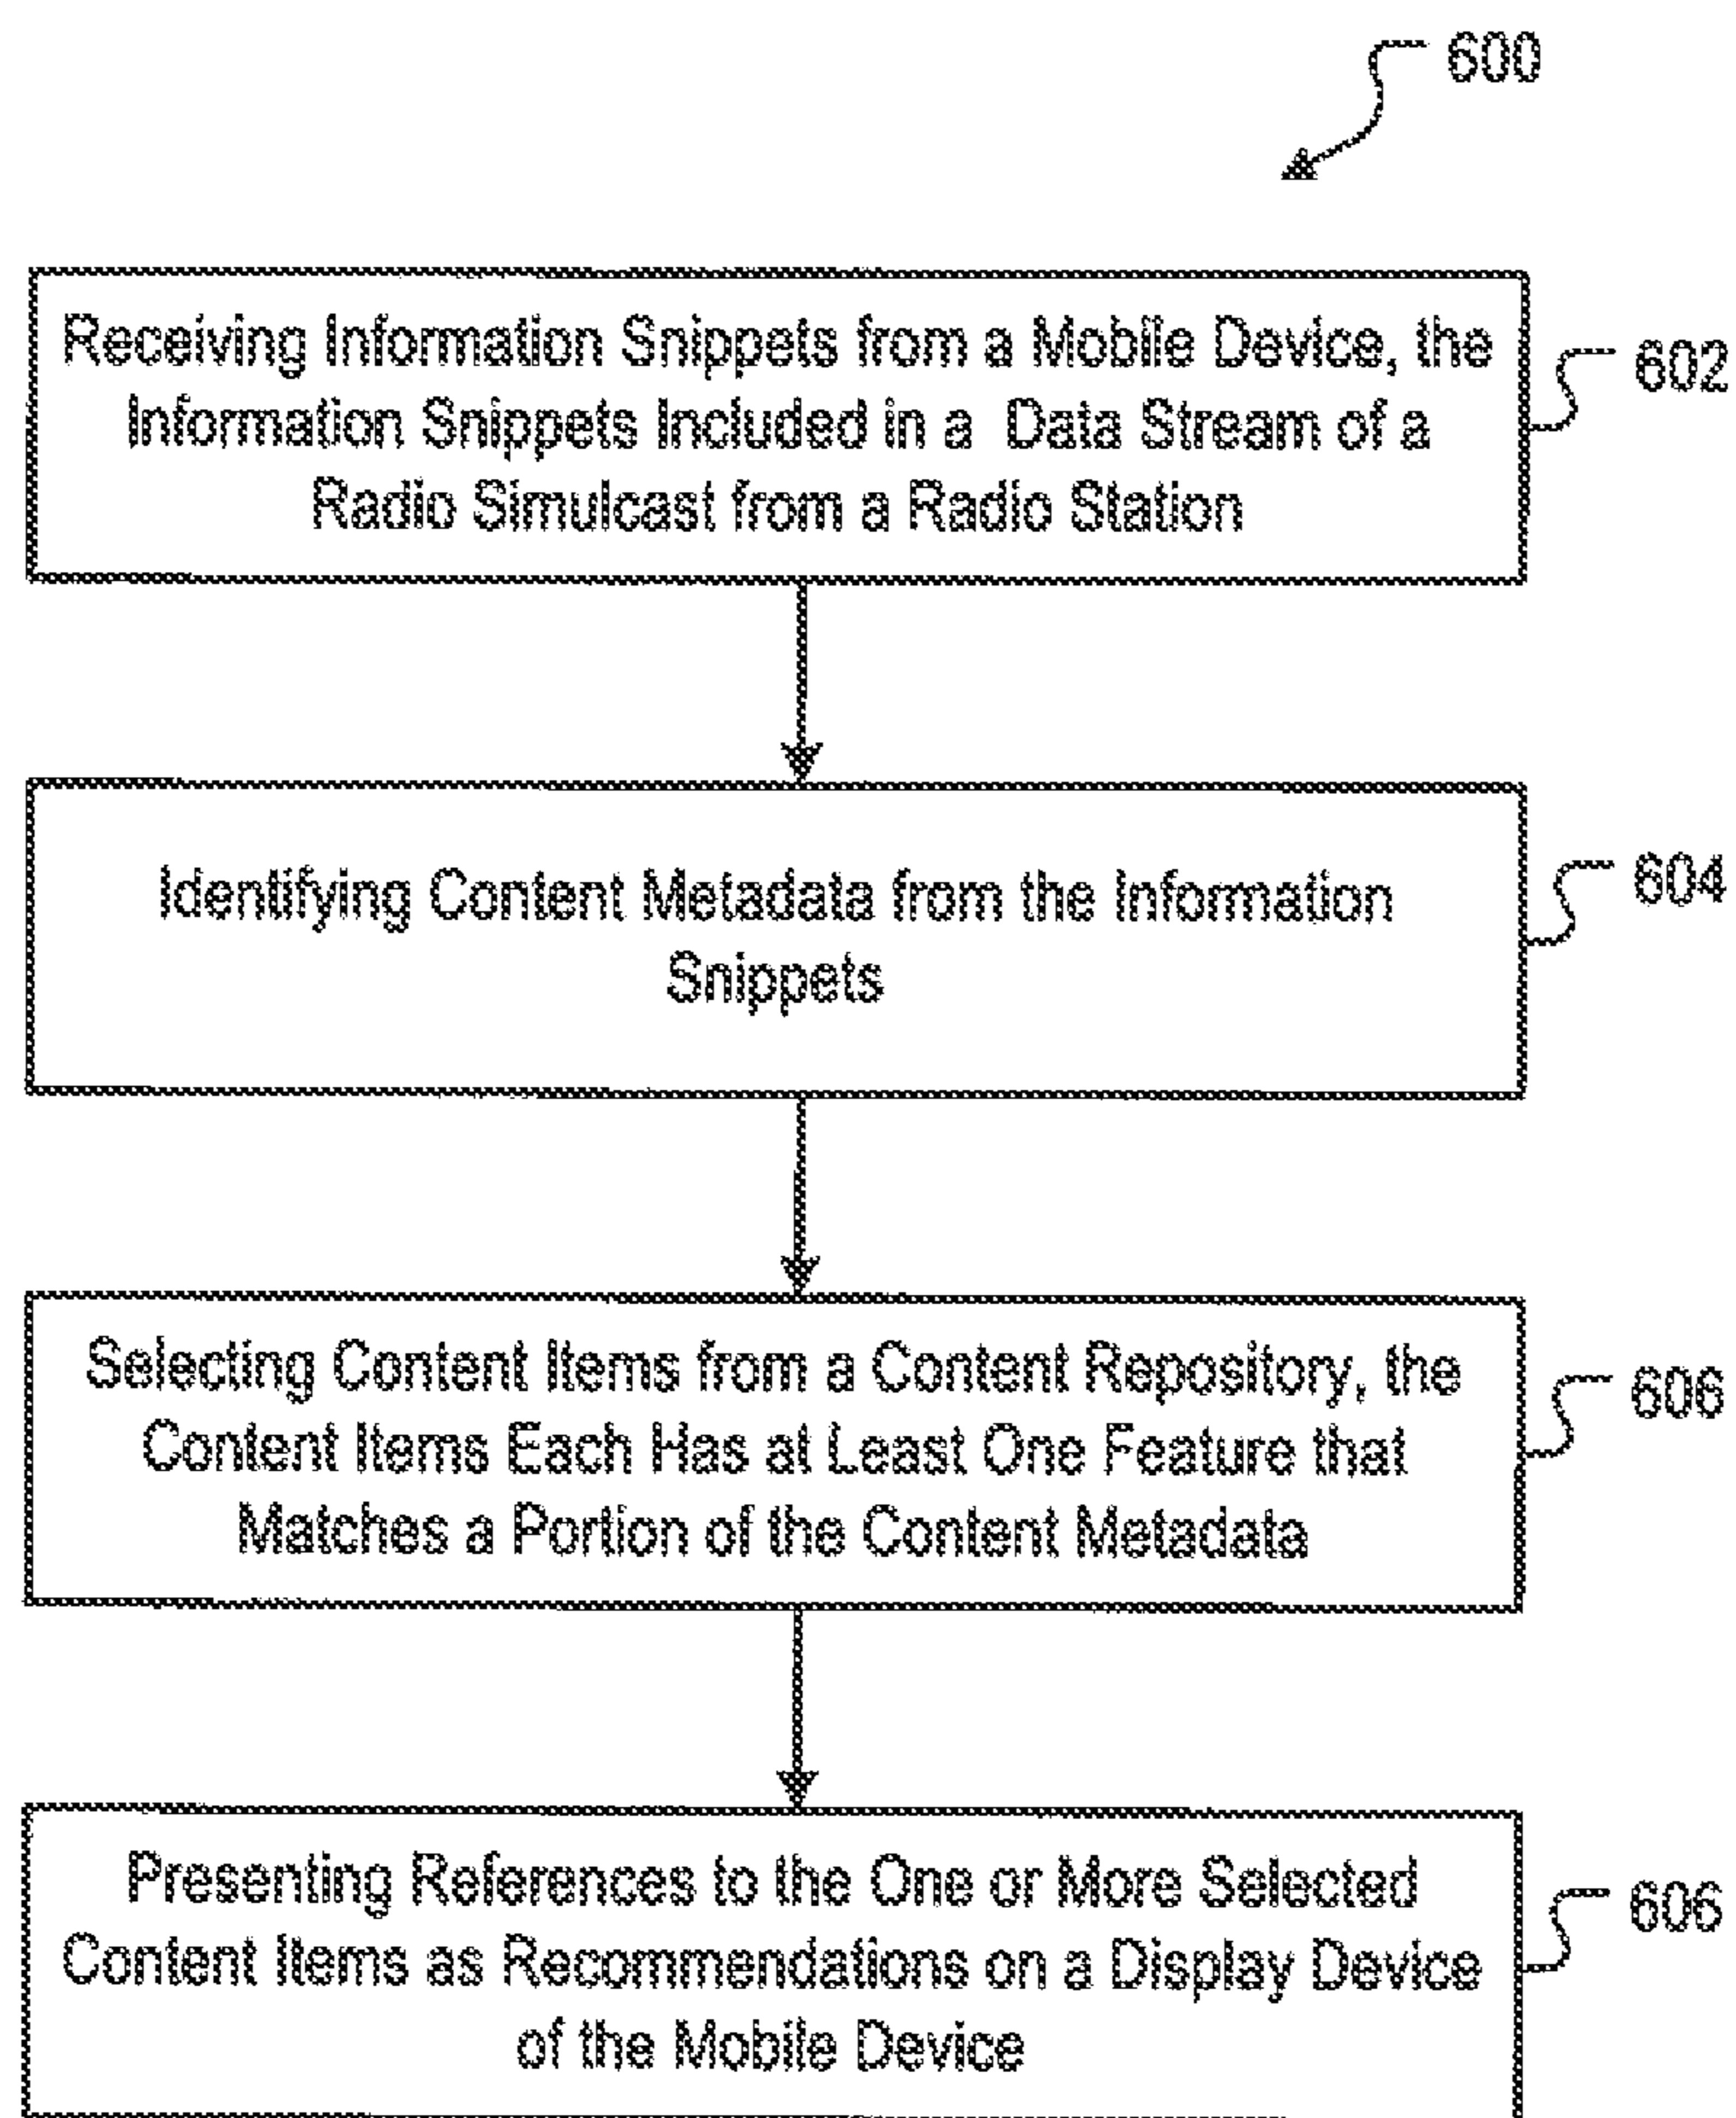 600
Receiving Information Snippets from a Mobile Device, the
Information Snippets Included in a Data Stream of a
Radio Simulcast from a Radio Station
602
Identifying Content Metadata from the Information
Snippets
604
Selecting Content Items from a Content Repository, the
Content Items Each Has at Least One Feature that
Matches a Portion of the Content Metadata
606
Presenting References to the One or More Selected
Content Items as Recommendations on a Display Device
of the Mobile Device
606